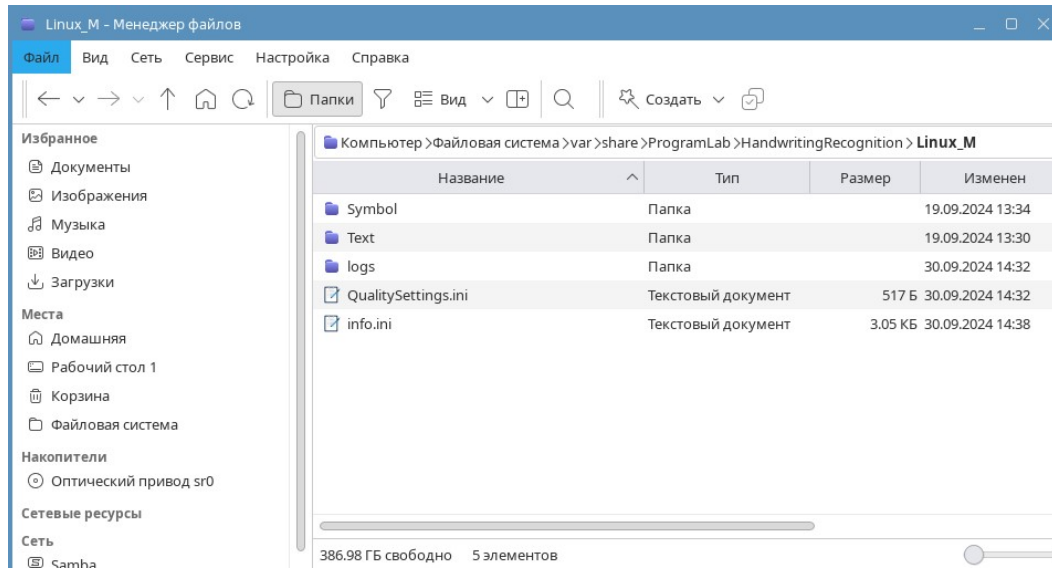 Linux_M – Менеджер файлов
Файл Вид Сеть Сервис Настройка Справка
Папки Вид Создать
Избранное
Документы
Изображения
Музыка
Видео
Загрузки
Места
Домашняя
Рабочий стол 1
Корзина
Файловая система
Накопители
Оптический привод sr0
Сетевые ресурсы
Сеть
Samba
Компьютер >Файловая система >var >share >ProgramLab >HandwritingRecognition > Linux_M
Название Тип Размер Изменен
Symbol Папка 19.09.2024 13:34
Text Папка 19.09.2024 13:30
logs Папка 30.09.2024 14:32
QualitySettings.ini Текстовый документ 517 Б 30.09.2024 14:32
info.ini Текстовый документ 3.05 КБ 30.09.2024 14:38
386.98 ГБ свободно 5 элементов